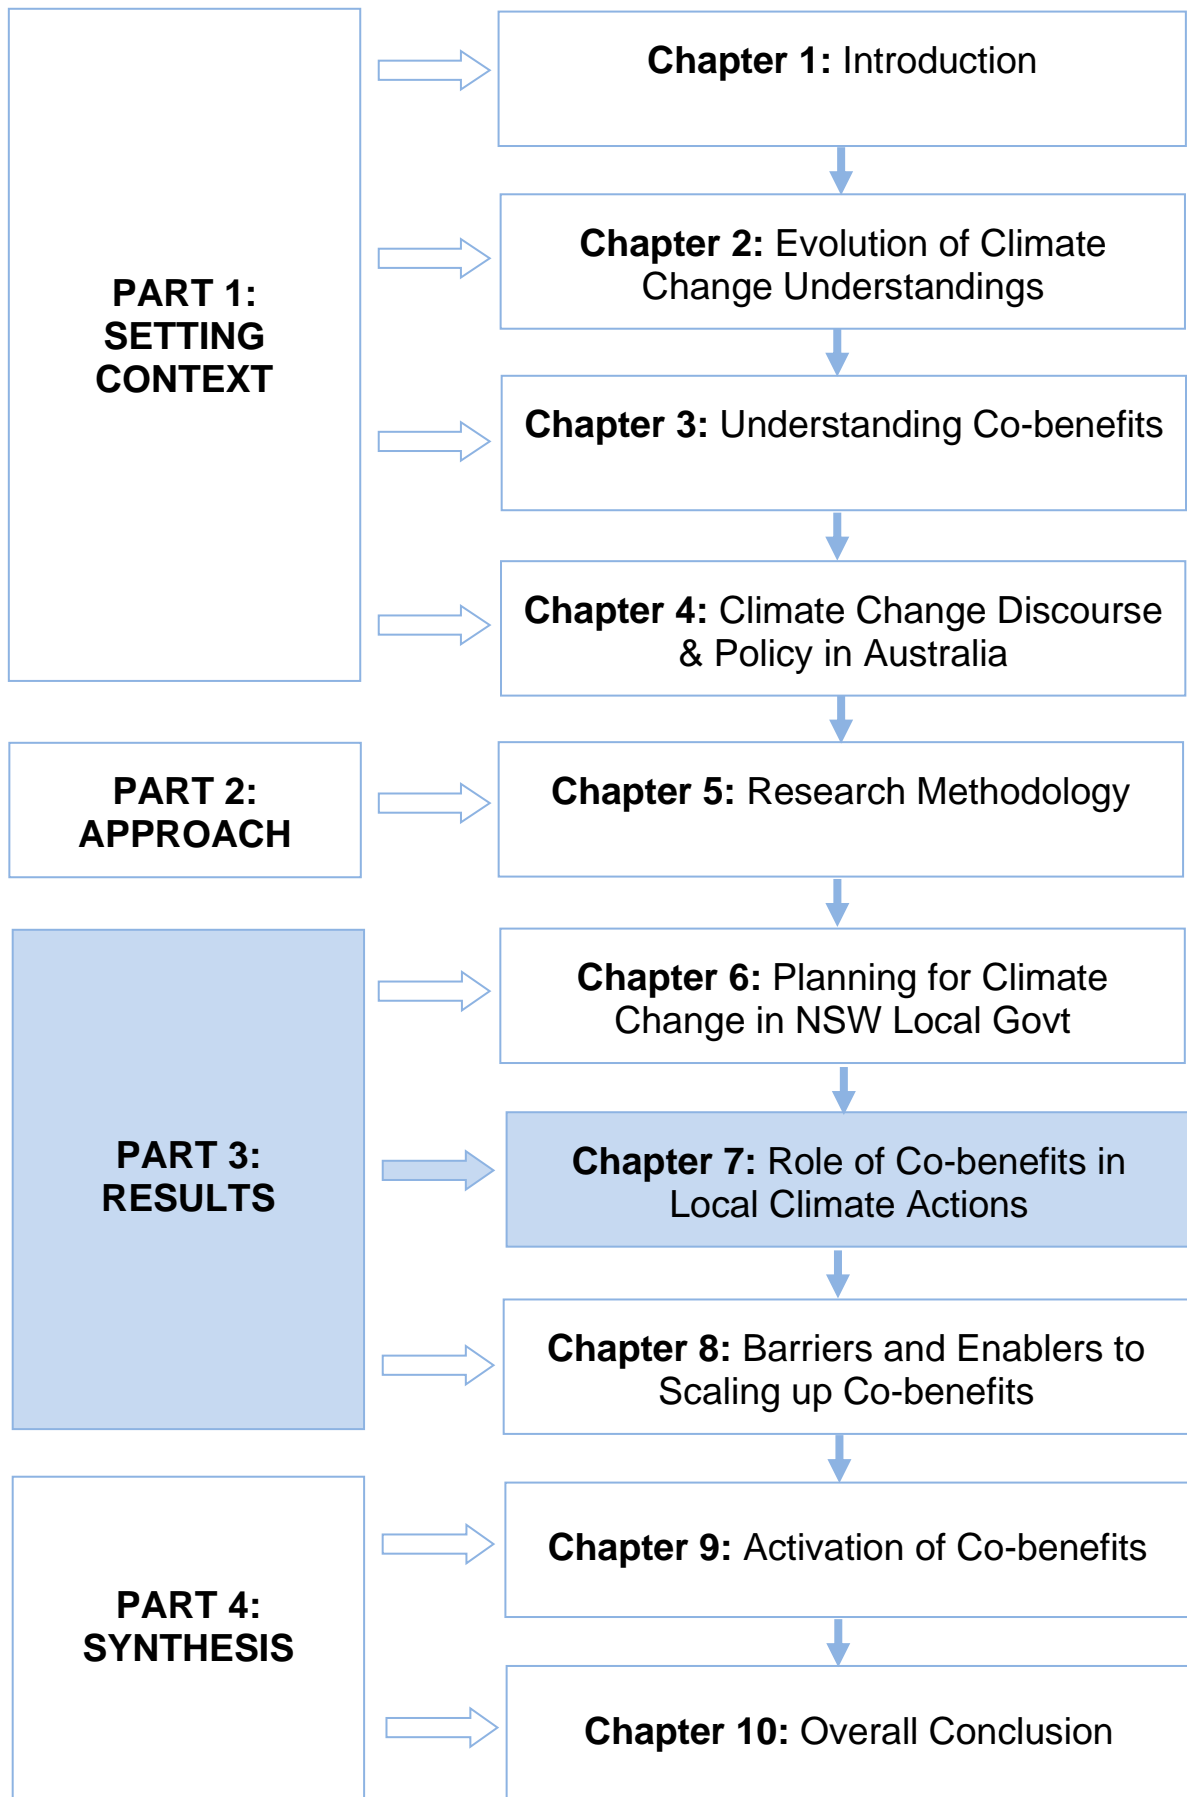 PART 1:
SETTING
CONTEXT
Chapter 1: Introduction
Chapter 2: Evolution of Climate
Change Understandings
Chapter 3: Understanding Co-benefits
Chapter 4: Climate Change Discourse
& Policy in Australia
PART 2:
APPROACH
Chapter 5: Research Methodology
PART 3:
RESULTS
Chapter 6: Planning for Climate
Change in NSW Local Govt
Chapter 7: Role of Co-benefits in
Local Climate Actions
Chapter 8: Barriers and Enablers to
Scaling up Co-benefits
PART 4:
SYNTHESIS
Chapter 9: Activation of Co-benefits
Chapter 10: Overall Conclusion